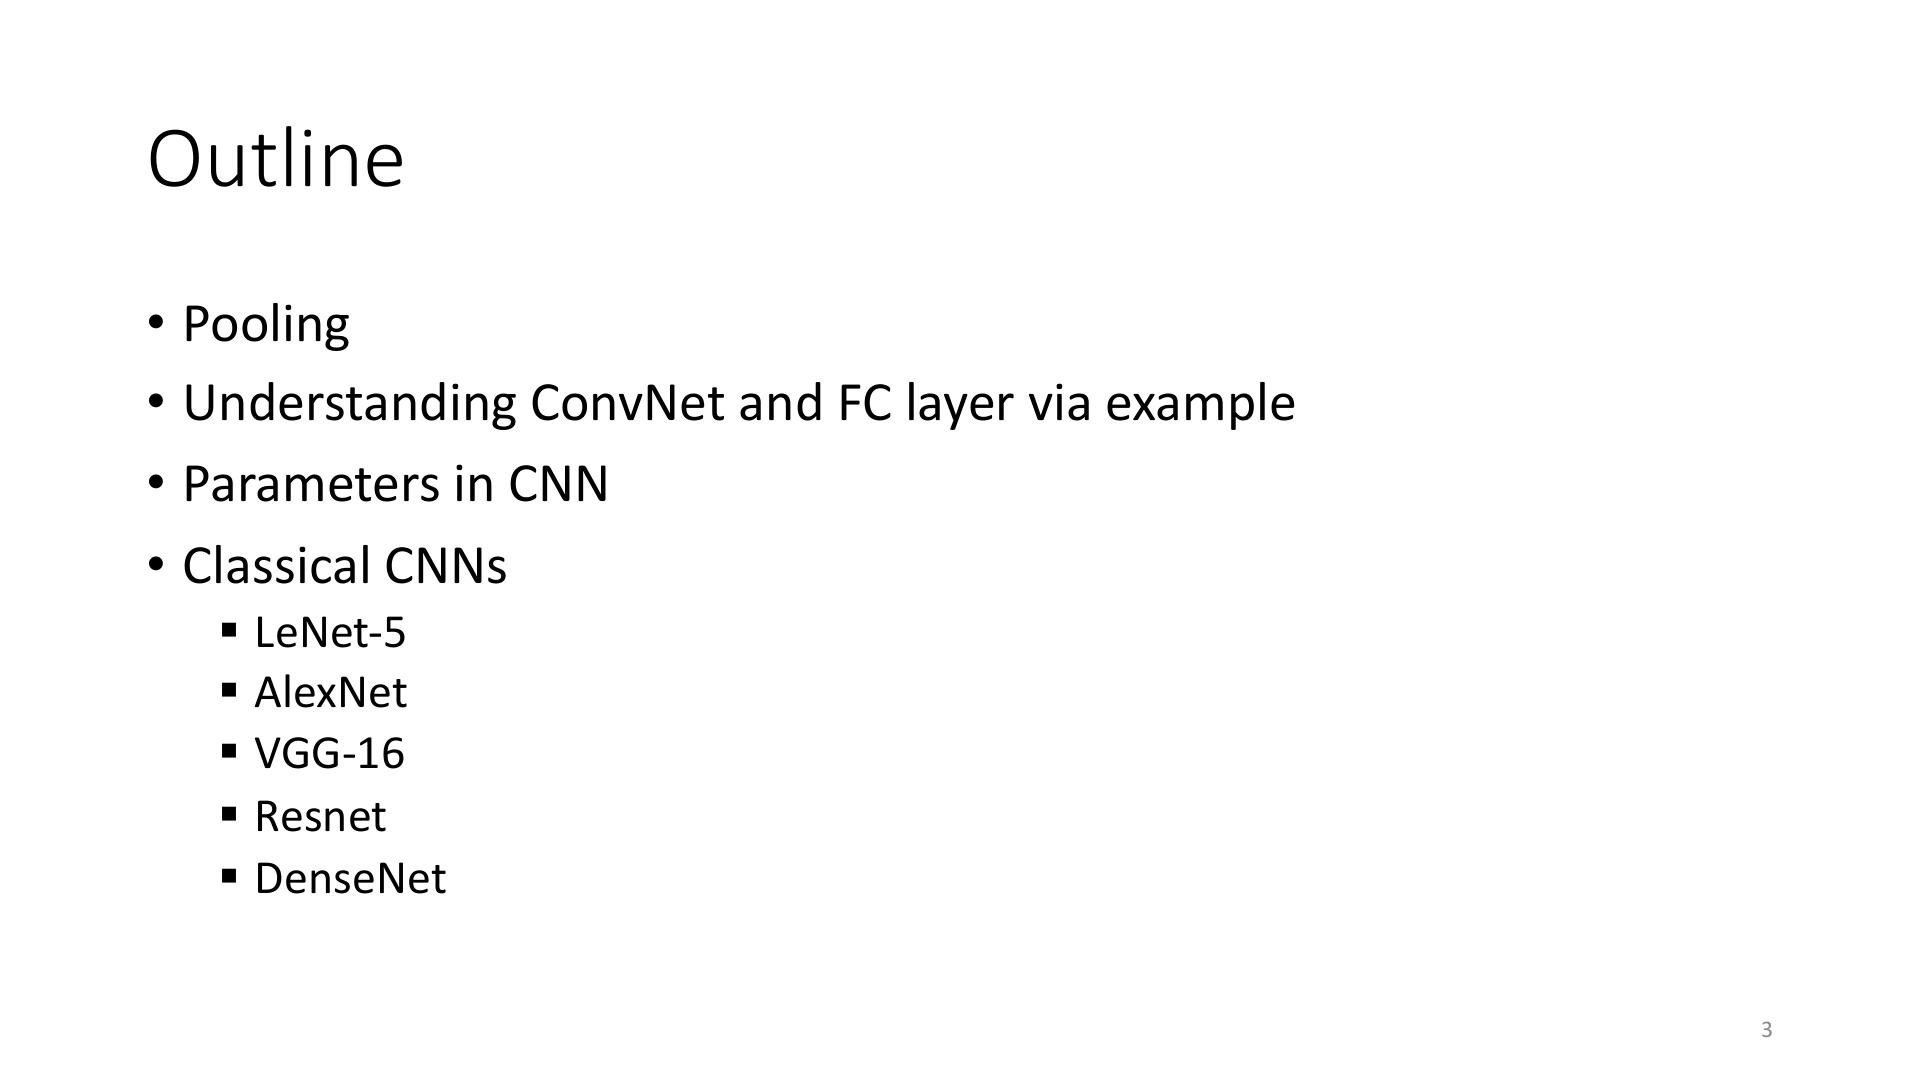 Outline
• Pooling
• Understanding ConvNet and FC layer via example
• Parameters in CNN
• Classical CNNs
▪ LeNet-5
▪ AlexNet
▪ VGG-16
▪ Resnet
▪ DenseNet
3